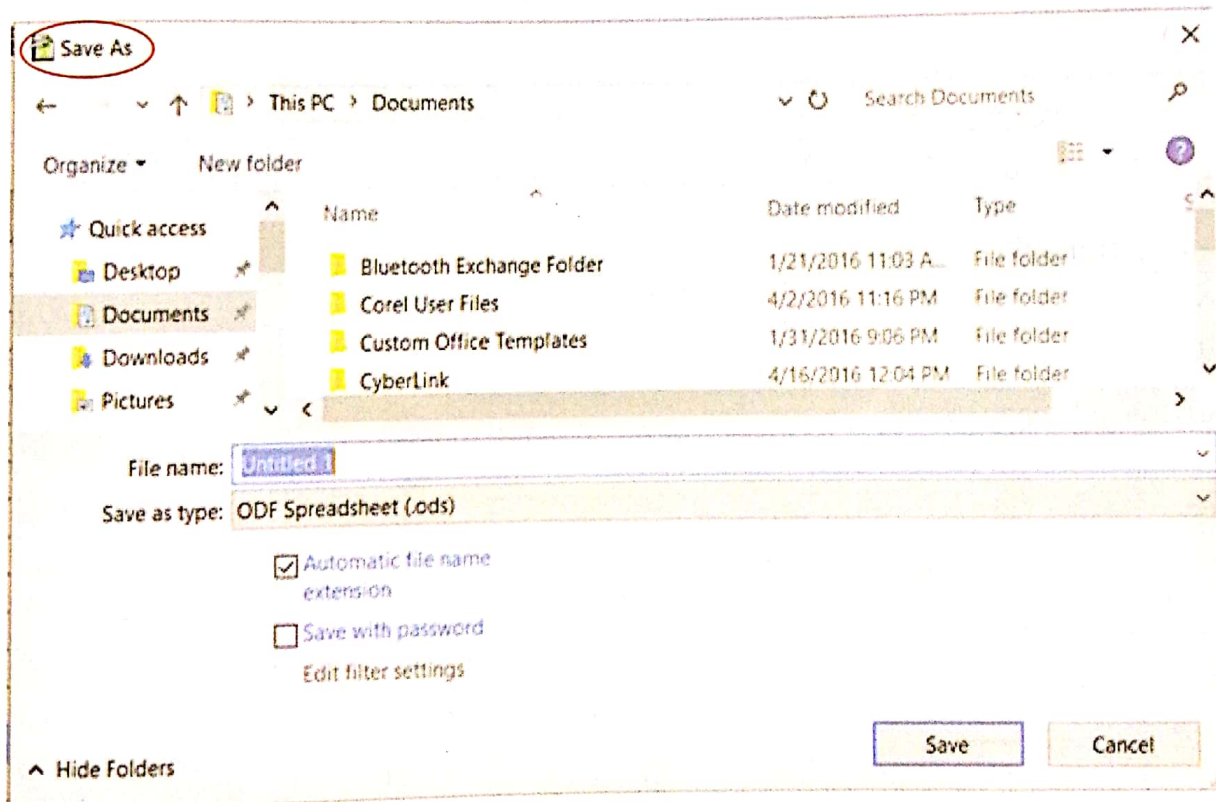 Save As
This PC > Documents
Search Documents
Organize
New folder
Name
Date modified
Type
Quick access
Desktop
Documents
Downloads
Pictures
Bluetooth Exchange Folder 1/21/2016 11:03 A... File folder
Corel User Files 4/2/2016 11:16 PM File folder
Custom Office Templates 1/31/2016 9:06 PM File folder
CyberLink 4/16/2016 12:04 PM File folder
File name: Untitled 1
Save as type: ODF Spreadsheet (.ods)
Automatic file name
extension
Save with password
Edit filter settings
Hide Folders
Save
Cancel